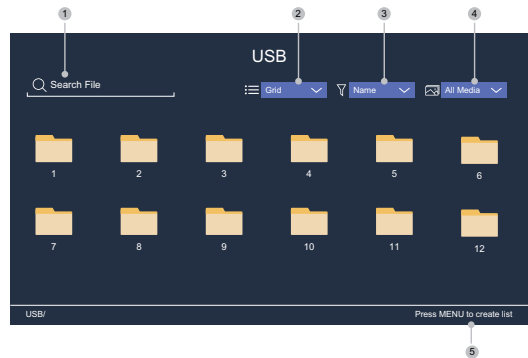 1 2 3 4
USB
Search File Grid Name All Media
1 2 3 4 5 6
7 8 9 10 11 12
USB/ Press MENU to create list
5